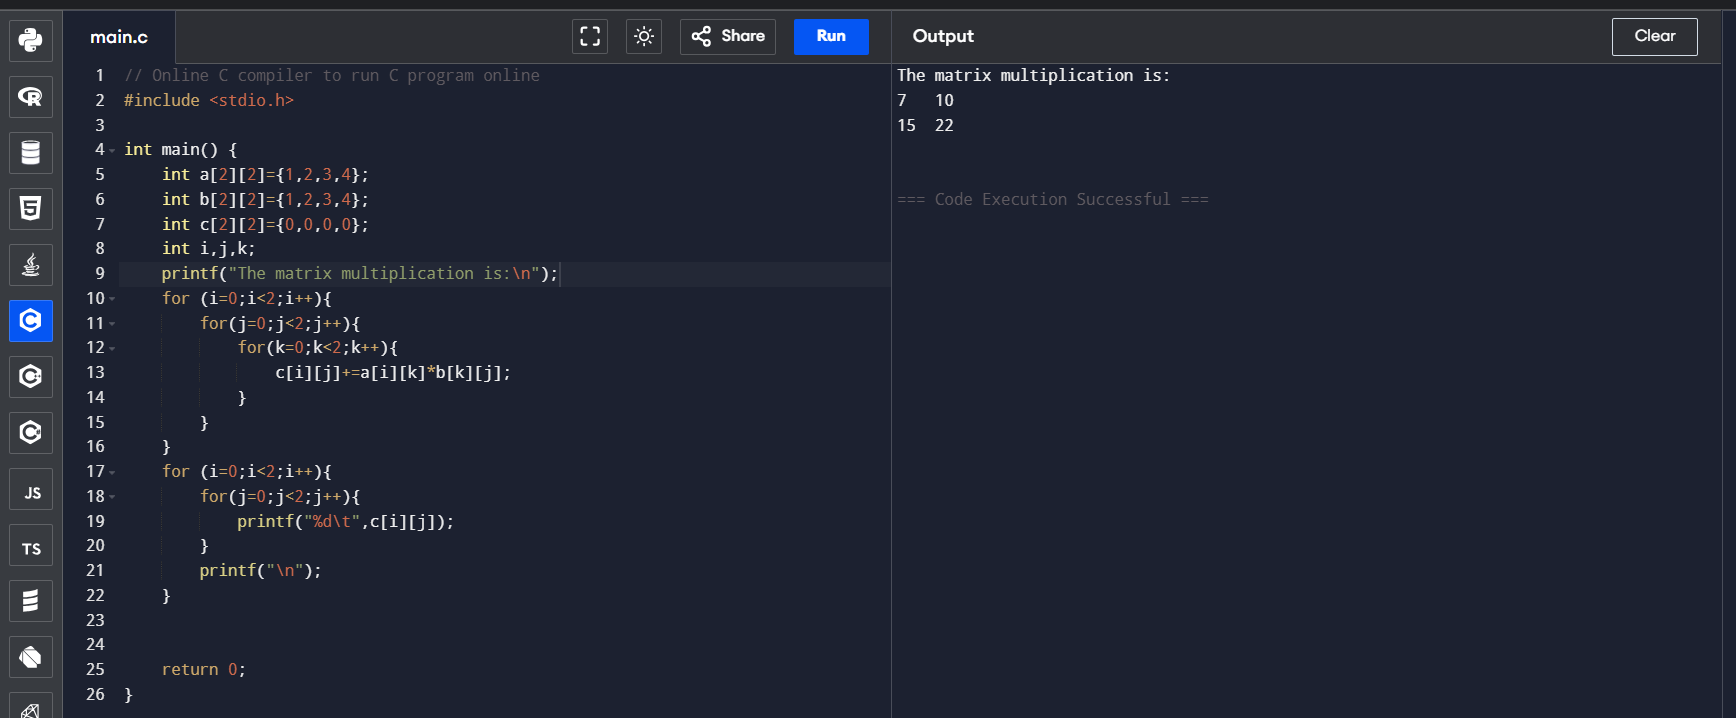 main.c
Share
Run
1 // Online C compiler to run C program online
2 #include <stdio.h>
3
4 int main() {
5     int a[2][2]={1,2,3,4};
6     int b[2][2]={1,2,3,4};
7     int c[2][2]={0,0,0,0};
8     int i,j,k;
9     printf("The matrix multiplication is:\n");
10     for (i=0;i<2;i++){
11         for(j=0;j<2;j++){
12             for(k=0;k<2;k++){
13                 c[i][j]+=a[i][k]*b[k][j];
14             }
15         }
16     }
17     for (i=0;i<2;i++){
18         for(j=0;j<2;j++){
19             printf("%d\t",c[i][j]);
20         }
21         printf("\n");
22     }
23
24
25     return 0;
26 }
Output
Clear
The matrix multiplication is:
7   10
15  22
=== Code Execution Successful ===
R
5
C
C
C
JS
TS